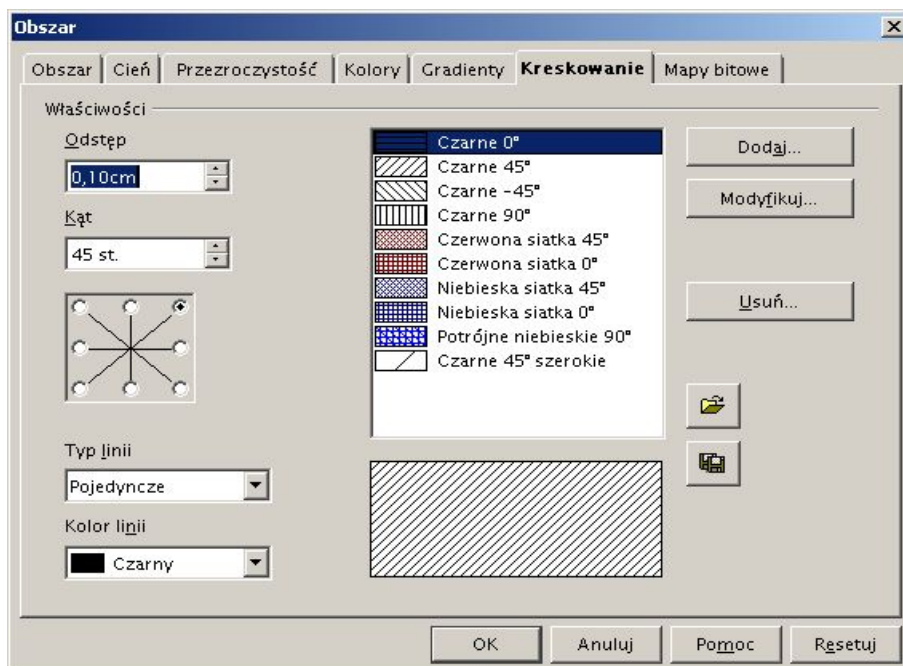 Obszar
Obszar Cień Przezroczystość Kolory Gradienty Kreskowanie Mapy bitowe
Właściwości
Odstęp
0,10cm
Kąt
45 st.
Typ linii
Pojedyncze
Kolor linii
Czarny
Czarne 0°
Czarne 45°
Czarne -45°
Czarne 90°
Czerwona siatka 45°
Czerwona siatka 0°
Niebieska siatka 45°
Niebieska siatka 0°
Potrójne niebieskie 90°
Czarne 45° szerokie
Dodaj...
Modyfikuj...
Usuń...
OK Anuluj Pomoc Resetuj